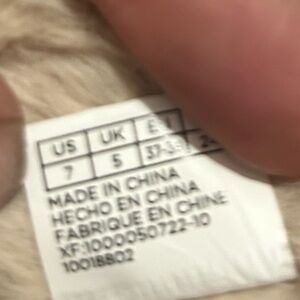 US UK
7 5
MADE IN CHINA
HECHO EN CHINA
FABRIQUE EN CHINE
XF:1000050722-10
10018802